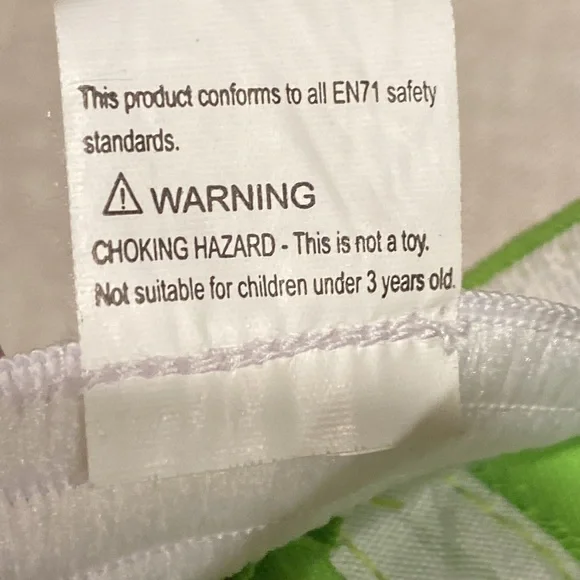 This product conforms to all EN71 safety
standards.
WARNING
CHOKING HAZARD - This is not a toy.
Not suitable for children under 3 years old.